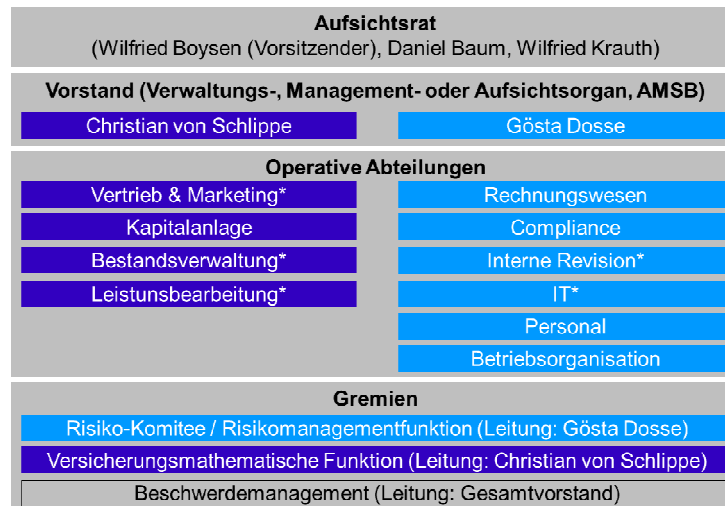 Aufsichtsrat
(Wilfried Boysen (Vorsitzender), Daniel Baum, Wilfried Krauth)
Vorstand (Verwaltungs-, Management- oder Aufsichtsorgan, AMSB)
Christian von Schlippe
Gösta Dosse
Operative Abteilungen
Vertrieb & Marketing*
Rechnungswesen
Kapitalanlage
Compliance
Bestandsverwaltung*
Interne Revision*
Leistunsbearbeitung*
IT*
Personal
Betriebsorganisation
Gremien
Risiko-Komitee / Risikomanagementfunktion (Leitung: Gösta Dosse)
Versicherungsmathematische Funktion (Leitung: Christian von Schlippe)
Beschwerdemanagement (Leitung: Gesamtvorstand)